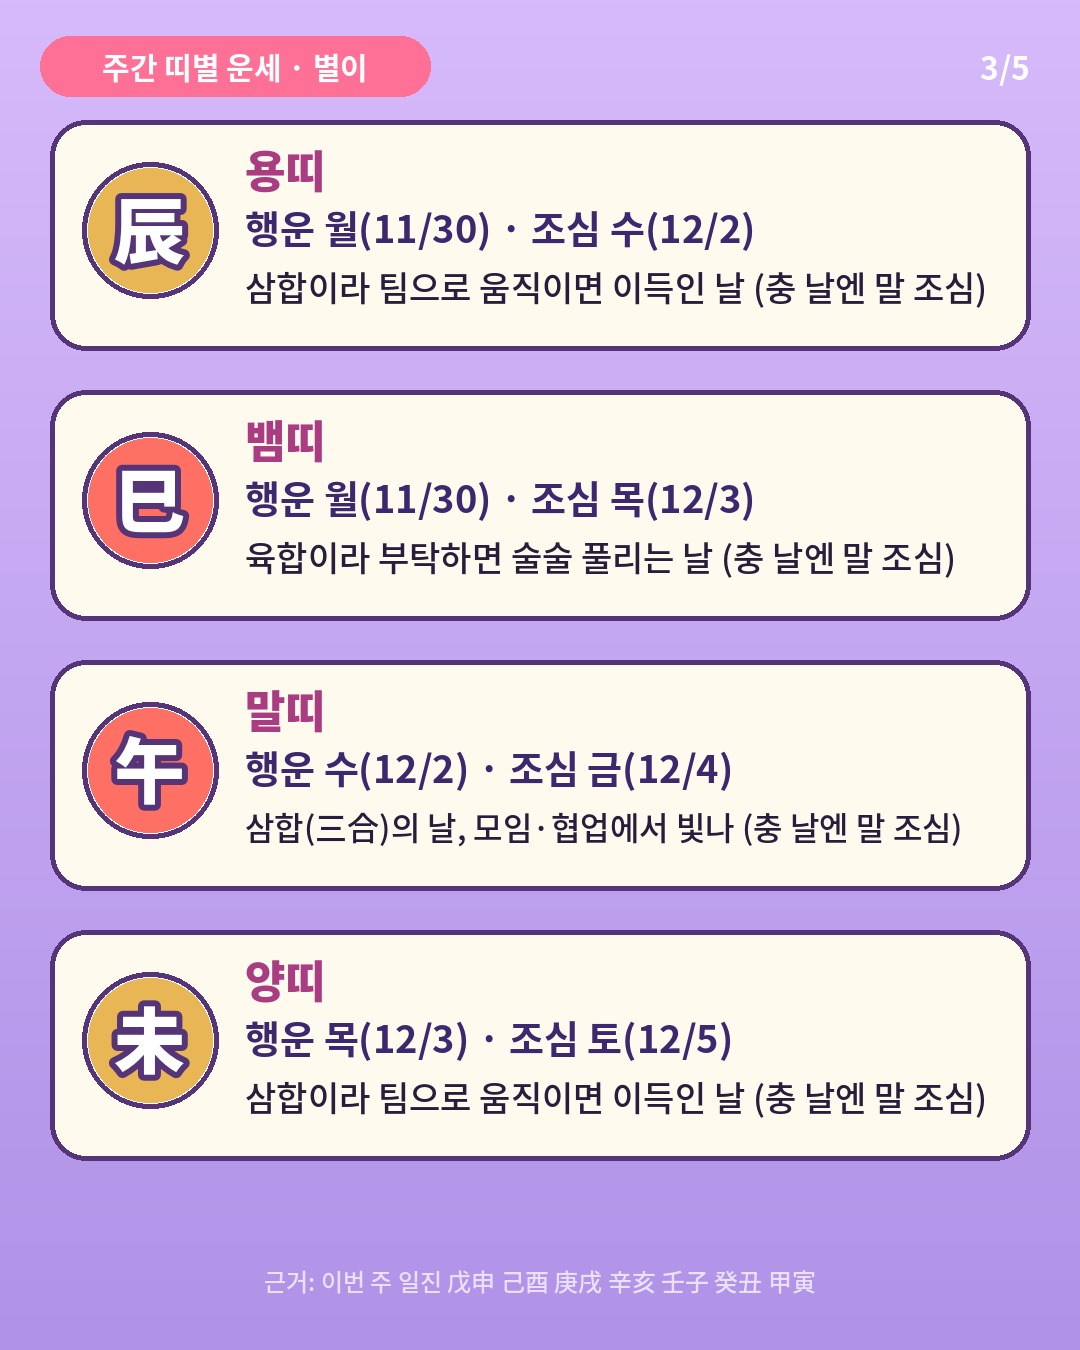 주간 띠별 운세 · 별이
3/5
辰
용띠
행운 월(11/30) · 조심 수(12/2)
삼합이라 팀으로 움직이면 이득인 날 (충 날엔 말 조심)
巳
뱀띠
행운 월(11/30) · 조심 목(12/3)
육합이라 부탁하면 술술 풀리는 날 (충 날엔 말 조심)
午
말띠
행운 수(12/2) · 조심 금(12/4)
삼합(三合)의 날, 모임·협업에서 빛나 (충 날엔 말 조심)
未
양띠
행운 목(12/3) · 조심 토(12/5)
삼합이라 팀으로 움직이면 이득인 날 (충 날엔 말 조심)
근거: 이번 주 일진 戊申 己酉 庚戌 辛亥 壬子 癸丑 甲寅